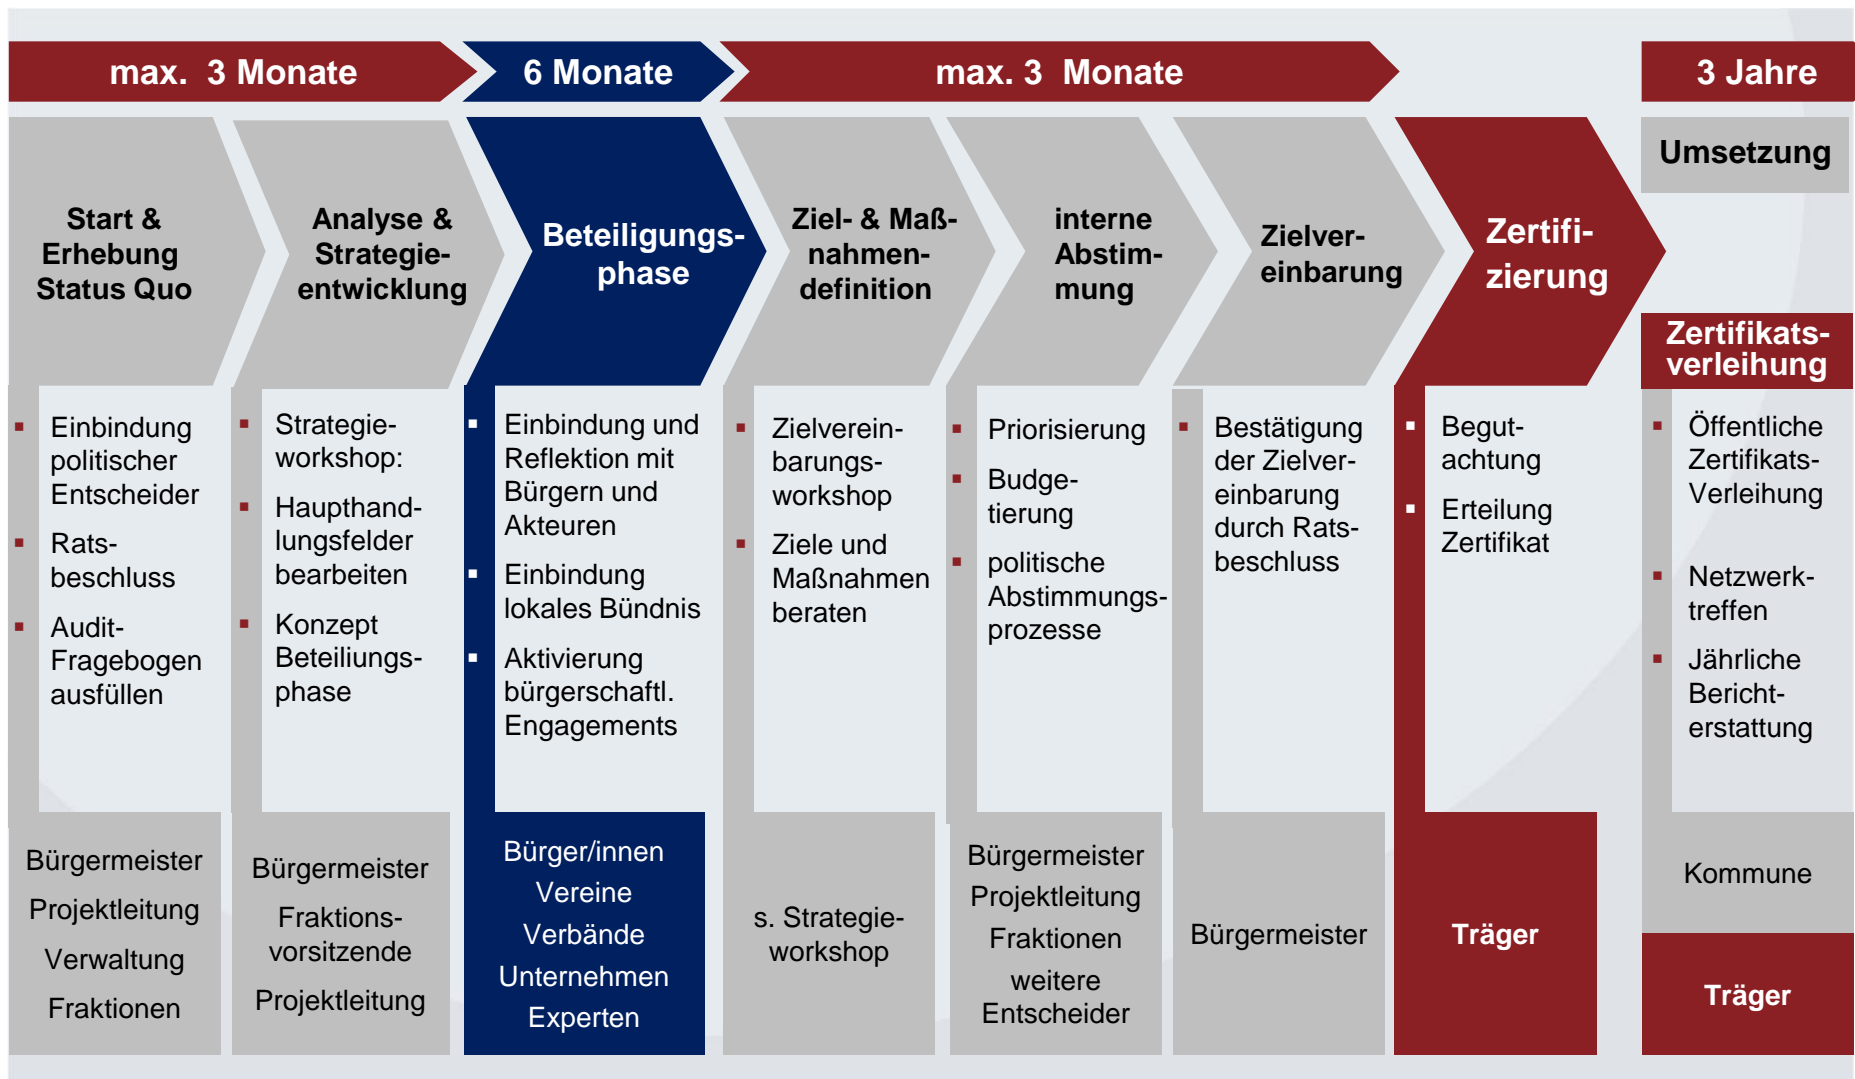 max. 3 Monate
6 Monate
max. 3 Monate
3 Jahre
Start &
Erhebung
Status Quo
Analyse &
Strategie-
entwicklung
Beteiligungs-
phase
Ziel- & Maß-
nahmen-
definition
interne
Abstim-
mung
Zielver-
einbarung
Zertifi-
zierung
Umsetzung
Zertifikats-
verleihung
Einbindung
politischer
Entscheider
Rats-
beschluss
Audit-
Fragebogen
ausfüllen
Strategie-
workshop:
Haupthand-
lungsfelder
bearbeiten
Konzept
Beteiliungs-
phase
Einbindung und
Reflektion mit
Bürgern und
Akteuren
Einbindung
lokales Bündnis
Aktivierung
bürgerschaftl.
Engagements
Zielverein-
barungs-
workshop
Ziele und
Maßnahmen
beraten
Priorisierung
Budge-
tierung
politische
Abstimmungs-
prozesse
Bestätigung
der Zielver-
einbarung
durch Rats-
beschluss
Begut-
achtung
Erteilung
Zertifikat
Öffentliche
Zertifikats-
Verleihung
Netzwerk-
treffen
Jährliche
Bericht-
erstattung
Bürgermeister
Projektleitung
Verwaltung
Fraktionen
Bürgermeister
Fraktions-
vorsitzende
Projektleitung
Bürger/innen
Vereine
Verbände
Unternehmen
Experten
s. Strategie-
workshop
Bürgermeister
Projektleitung
Fraktionen
weitere
Entscheider
Bürgermeister
Träger
Kommune
Träger